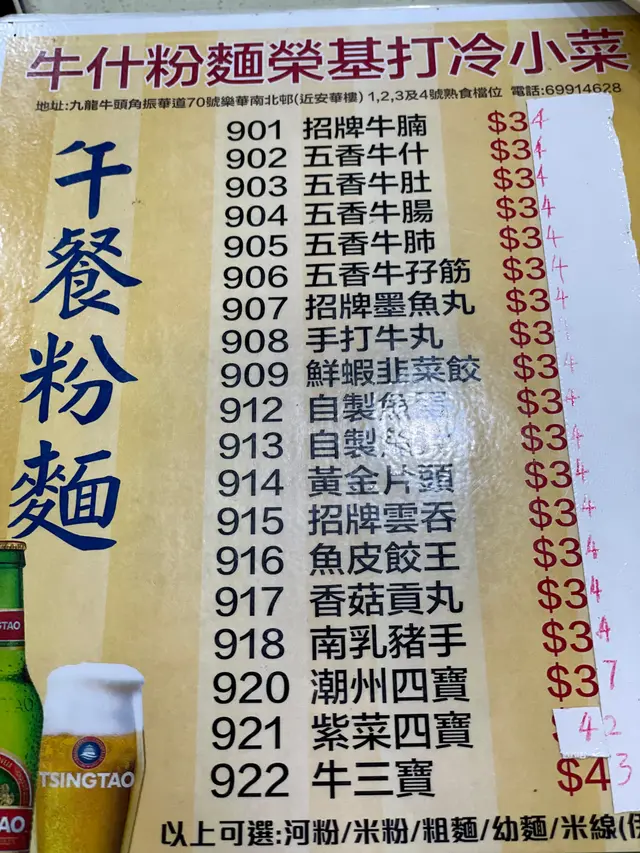 牛什粉麵榮基打冷小菜
地址:九龍牛頭角振華道70號樂華南北邨(近安華樓) 1,2,3及4號熟食檔位 電話:69914628
午餐粉麵
901 招牌牛腩 $34
902 五香牛什 $34
903 五香牛肚 $34
904 五香牛腸 $34
905 五香牛肺 $34
906 五香牛孖筋 $34
907 招牌墨魚丸 $34
908 手打牛丸 $3
909 鮮蝦韭菜餃 $34
912 自製魚蛋 $34
913 自製魚 $34
914 黃金片頭 $34
915 招牌雲吞 $34
916 魚皮餃王 $34
917 香菇貢丸 $34
918 南乳豬手 $34
920 潮州四寶 $37
921 紫菜四寶 42
922 牛三寶 $43
以上可選:河粉/米粉/粗麵/幼麵/米線(伊
TSINGTAO
GTAO
AO